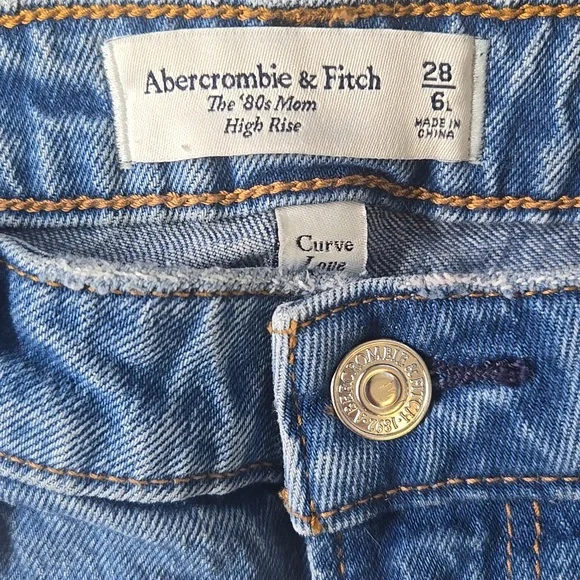 Abercrombie & Fitch
The '80s Mom
High Rise
28
6L
MADE IN
CHINA
Curve
Love
ABERCROMBIE & FITCH · 1892 ·